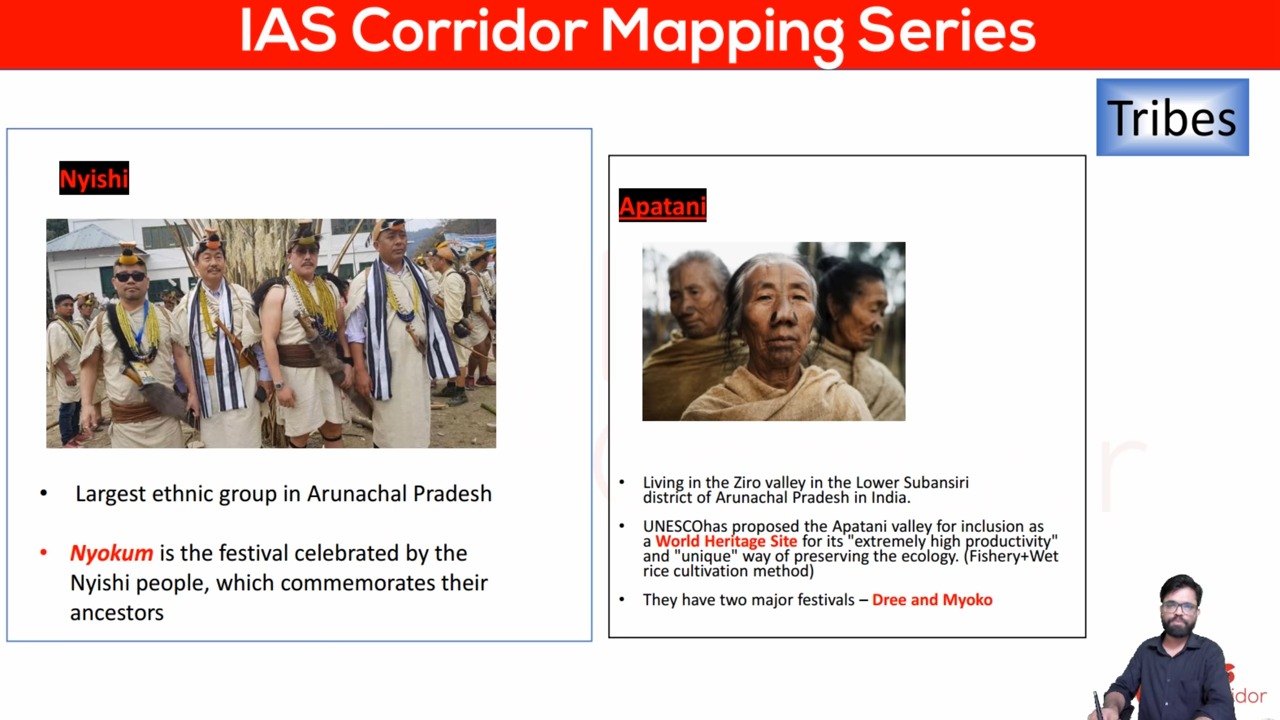 IAS Corridor Mapping Series
Tribes
Nyishi
• Largest ethnic group in Arunachal Pradesh
• Nyokum is the festival celebrated by the
Nyishi people, which commemorates their
ancestors
Apatani
• Living in the Ziro valley in the Lower Subansiri
district of Arunachal Pradesh in India.
• UNESCOhas proposed the Apatani valley for inclusion as
a World Heritage Site for its "extremely high productivity"
and "unique" way of preserving the ecology. (Fishery+Wet
rice cultivation method)
• They have two major festivals – Dree and Myoko